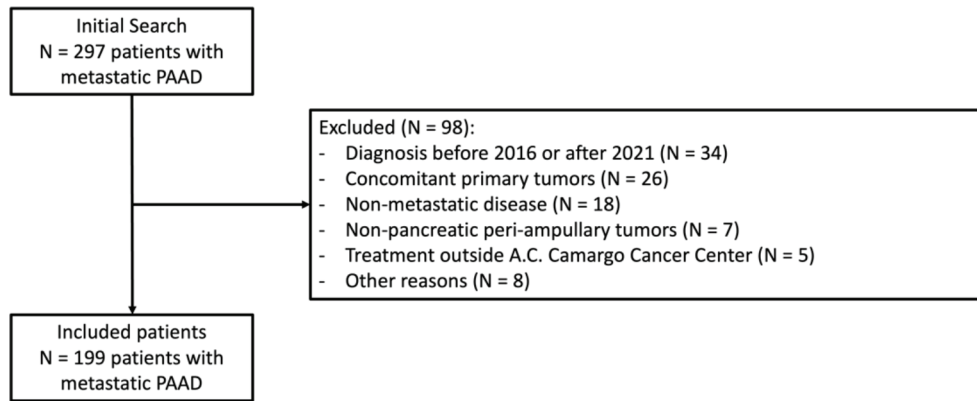 Initial Search
N = 297 patients with
metastatic PAAD
Excluded (N = 98):
- Diagnosis before 2016 or after 2021 (N = 34)
- Concomitant primary tumors (N = 26)
- Non-metastatic disease (N = 18)
- Non-pancreatic peri-ampullary tumors (N = 7)
- Treatment outside A.C. Camargo Cancer Center (N = 5)
- Other reasons (N = 8)
Included patients
N = 199 patients with
metastatic PAAD